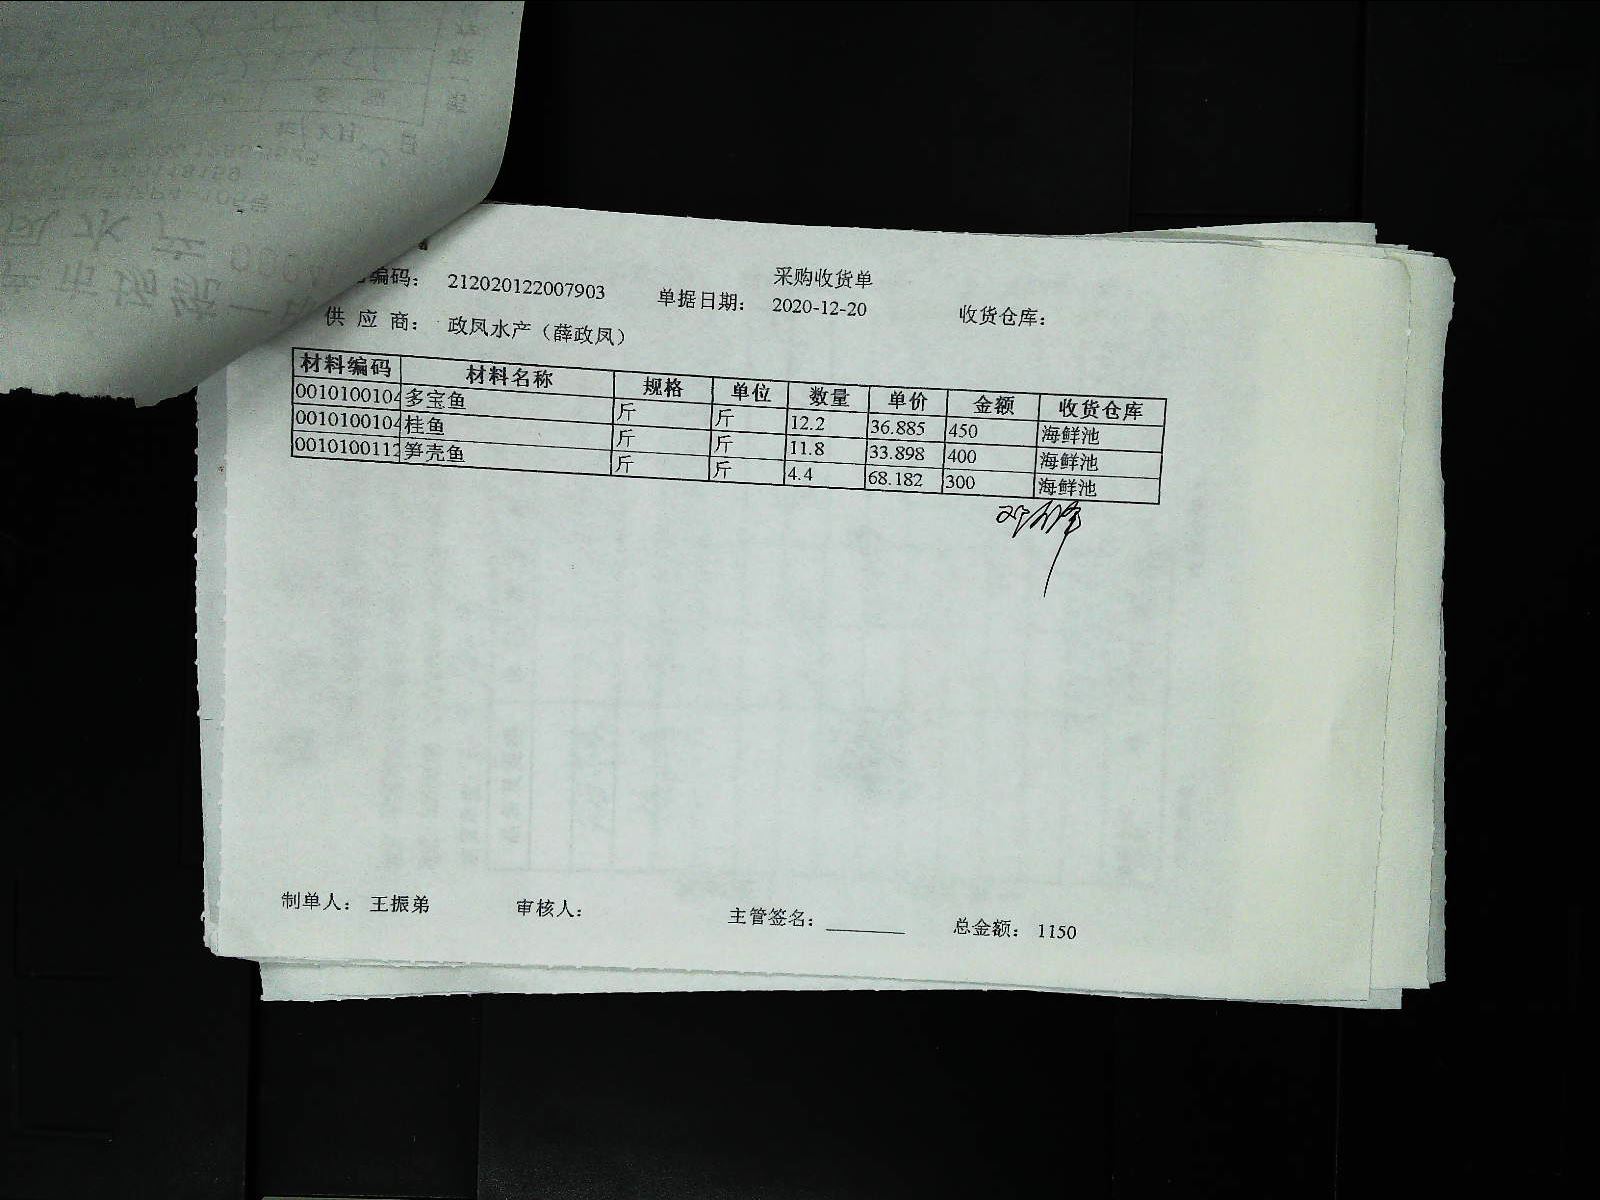 采购收货单
编码： 212020122007903 单据日期： 2020-12-20 收货仓库：
供 应 商： 政凤水产（薛政凤）
材料编码 材料名称 规格 单位 数量 单价 金额 收货仓库
0010100104 多宝鱼 斤 斤 12.2 36.885 450 海鲜池
0010100104 桂鱼 斤 斤 11.8 33.898 400 海鲜池
0010100112 笋壳鱼 斤 斤 4.4 68.182 300 海鲜池
制单人： 王振弟 审核人： 主管签名： 总金额： 1150